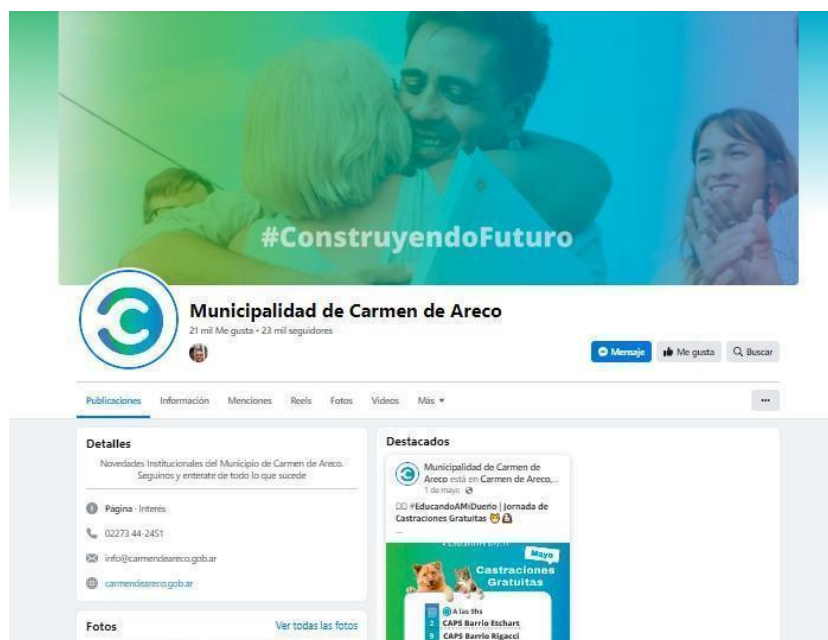 #ConstruyendoFuturo
Municipalidad de Carmen de Areco
21 mil Me gusta • 23 mil seguidores
Mensaje
Me gusta
Buscar
Publicaciones
Información
Menciones
Reels
Fotos
Videos
Más
Detalles
Novedades Institucionales del Municipio de Carmen de Areco.
Seguinos y enterate de todo lo que sucede
Página · Interés
02273 44-2451
info@carmendeareco.gob.ar
carmendeareco.gob.ar
Fotos
Ver todas las fotos
Destacados
Municipalidad de Carmen de
Areco está en Carmen de Areco,...
1 de mayo
#EducandoAMiDueño | Jornada de
Castraciones Gratuitas
...
Mayo
Castraciones
Gratuitas
A las 9hs
2 CAPS Barrio Etchart
9 CAPS Barrio Rigacci